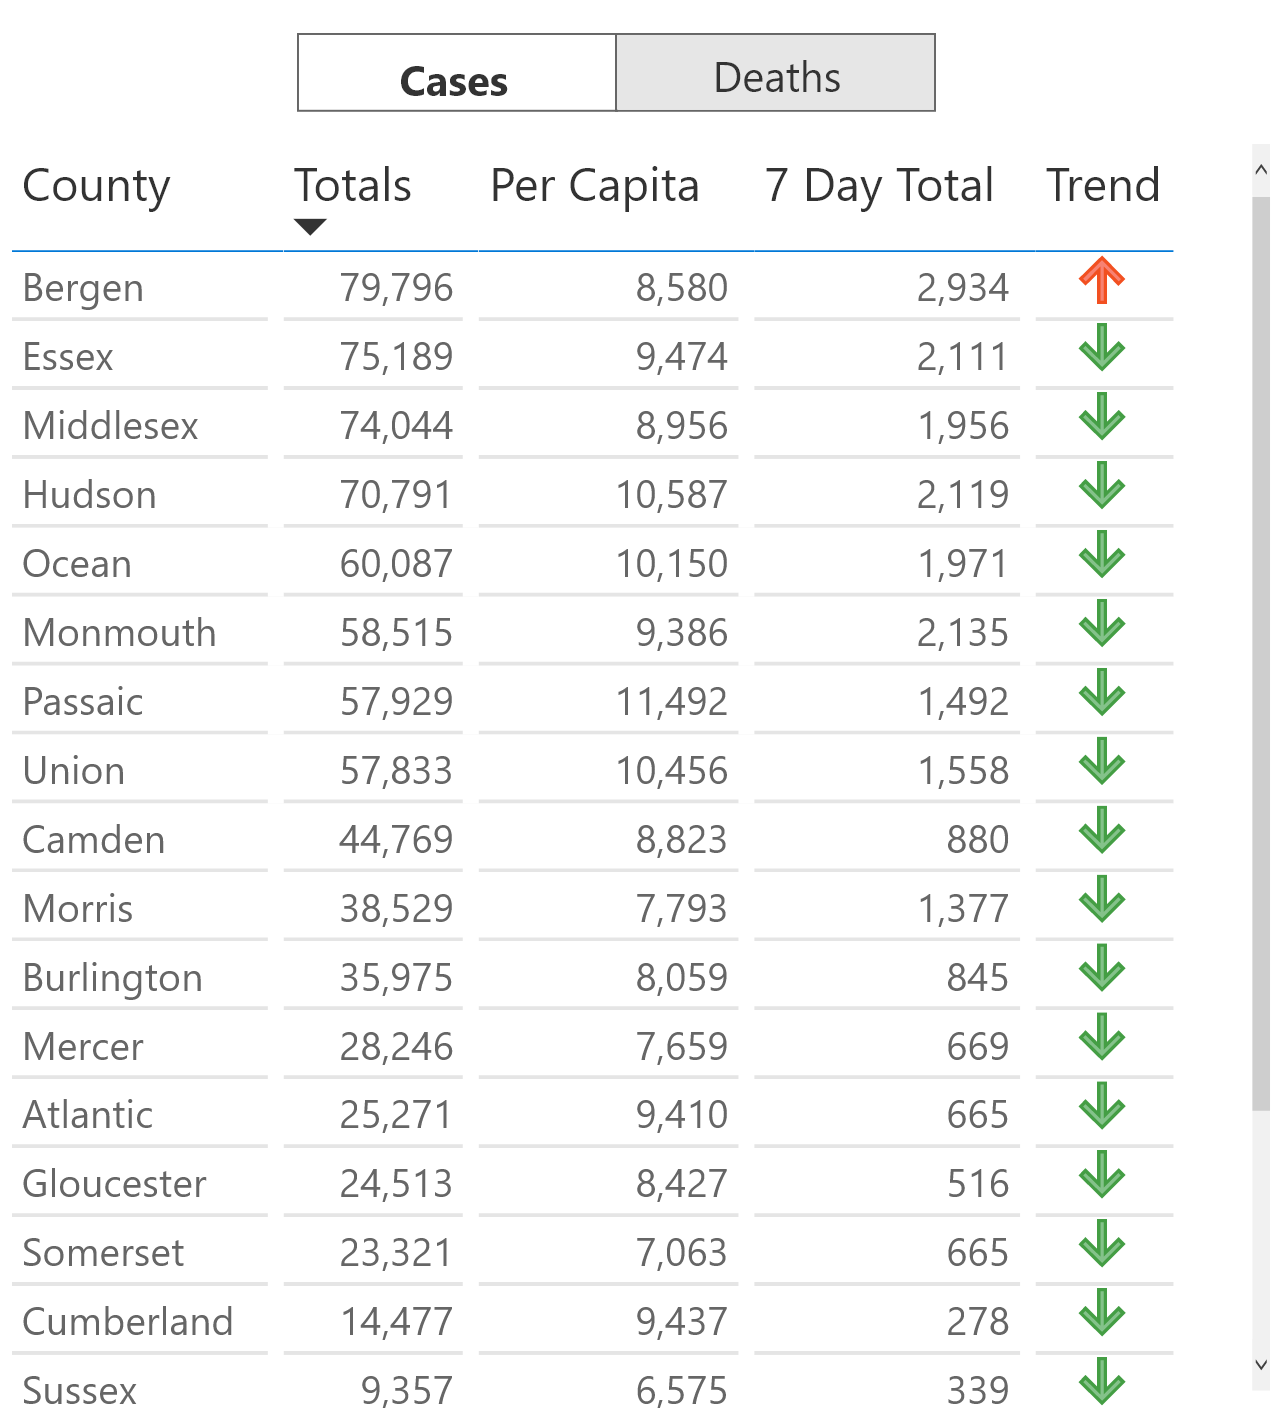 Cases Deaths
County Totals Per Capita 7 Day Total Trend
Bergen 79,796 8,580 2,934
Essex 75,189 9,474 2,111
Middlesex 74,044 8,956 1,956
Hudson 70,791 10,587 2,119
Ocean 60,087 10,150 1,971
Monmouth 58,515 9,386 2,135
Passaic 57,929 11,492 1,492
Union 57,833 10,456 1,558
Camden 44,769 8,823 880
Morris 38,529 7,793 1,377
Burlington 35,975 8,059 845
Mercer 28,246 7,659 669
Atlantic 25,271 9,410 665
Gloucester 24,513 8,427 516
Somerset 23,321 7,063 665
Cumberland 14,477 9,437 278
Sussex 9,357 6,575 339